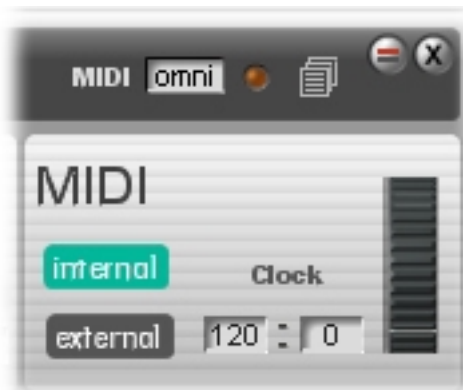 MIDI omni
X
MIDI
internal
Clock
external 120 : 0